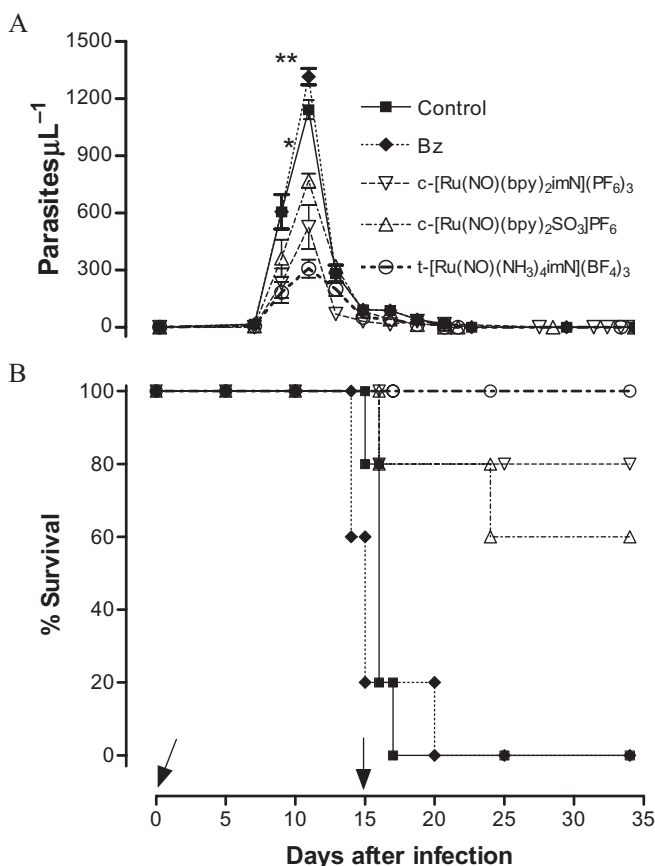 A
1500
1200
900
600
300
0
Parasites µL⁻¹
**
*
Control
Bz
c-[Ru(NO)(bpy)₂imN](PF₆)₃
c-[Ru(NO)(bpy)₂SO₃]PF₆
t-[Ru(NO)(NH₃)₄imN](BF₄)₃
B
100
80
60
40
20
0
% Survival
0 5 10 15 20 25 30 35
Days after infection